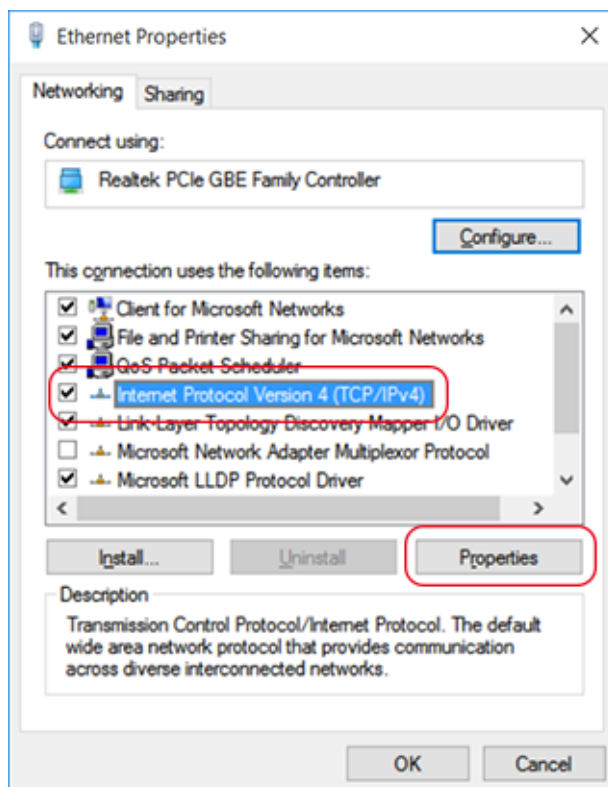 Ethernet Properties
Networking
Sharing
Connect using:
Realtek PCIe GBE Family Controller
Configure...
This connection uses the following items:
Client for Microsoft Networks
File and Printer Sharing for Microsoft Networks
QoS Packet Scheduler
Internet Protocol Version 4 (TCP/IPv4)
Link-Layer Topology Discovery Mapper I/O Driver
Microsoft Network Adapter Multiplexor Protocol
Microsoft LLDP Protocol Driver
Install...
Uninstall
Properties
Description
Transmission Control Protocol/Internet Protocol. The default
wide area network protocol that provides communication
across diverse interconnected networks.
OK
Cancel